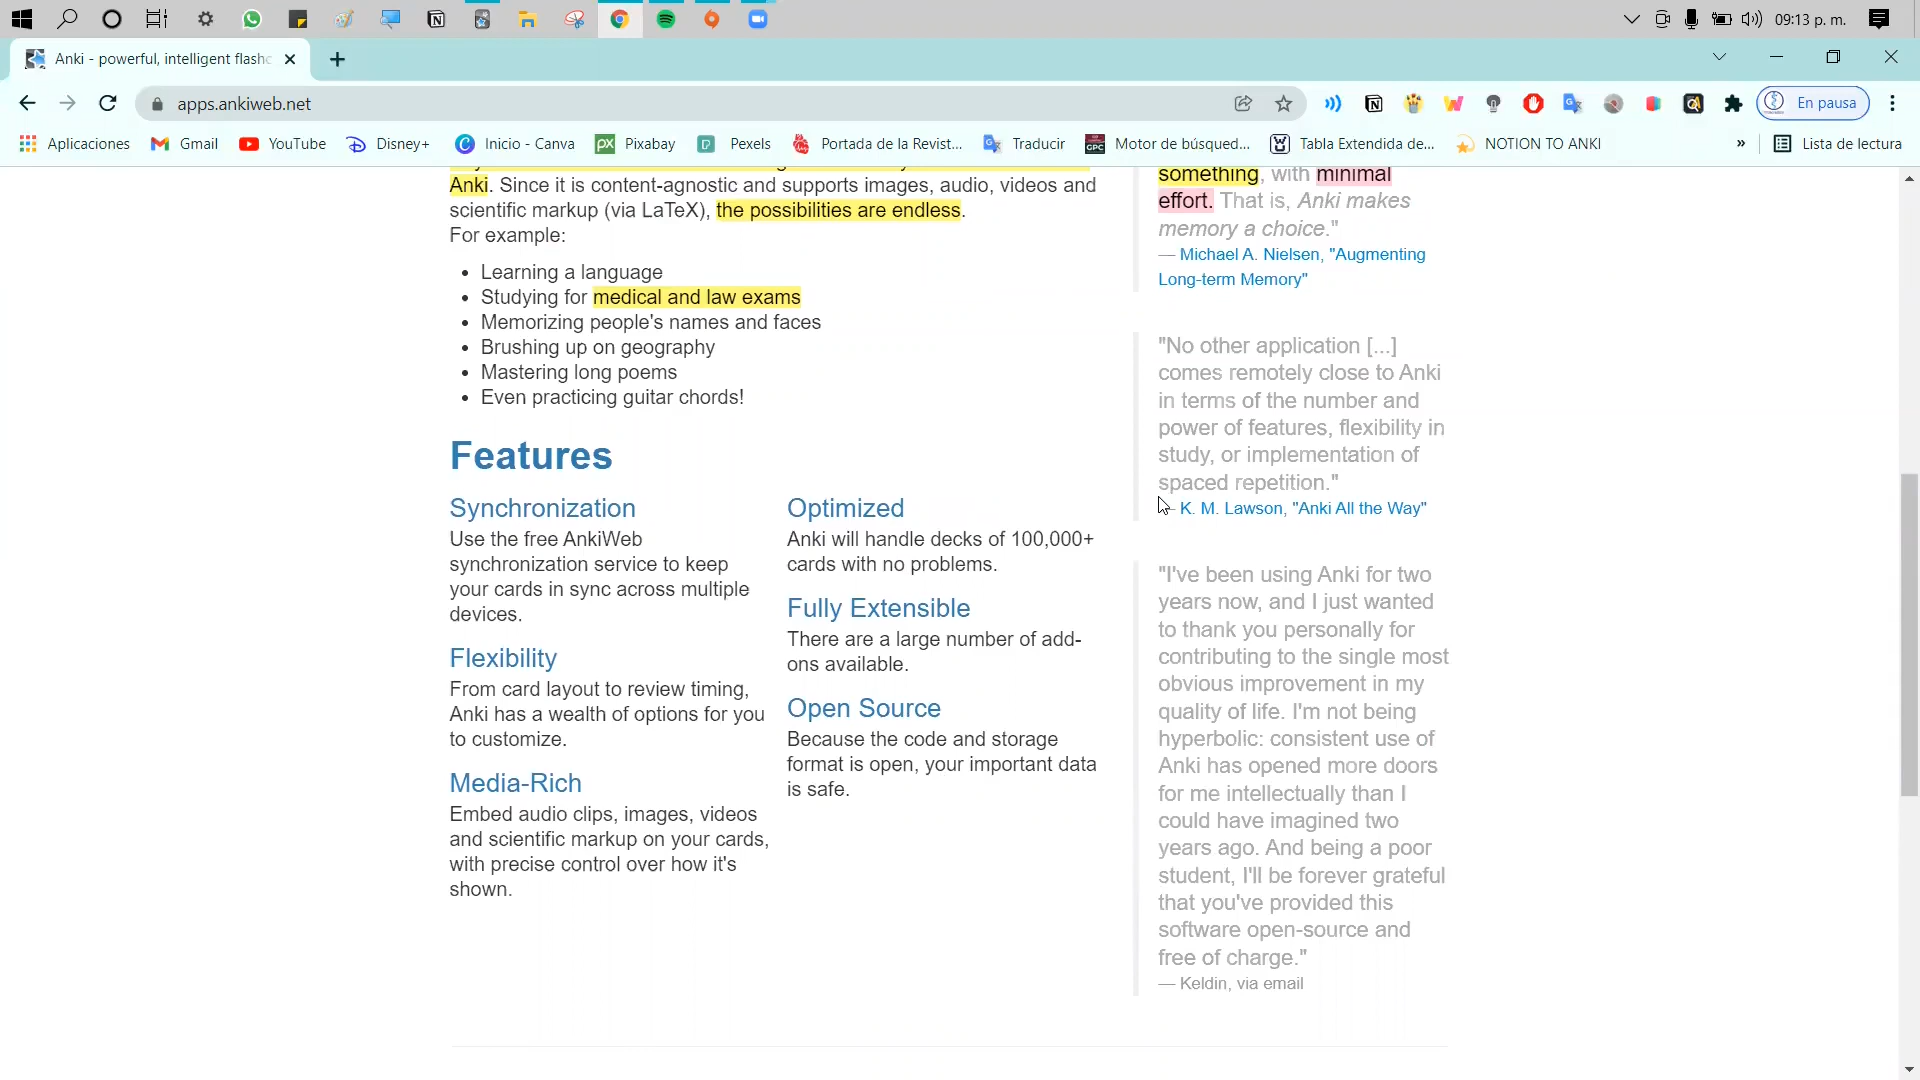 09:13 p. m.
Anki - powerful, intelligent flashc
apps.ankiweb.net
En pausa
Aplicaciones
Gmail
YouTube
Disney+
Inicio - Canva
Pixabay
Pexels
Portada de la Revist...
Traducir
Motor de búsqued...
Tabla Extendida de...
NOTION TO ANKI
»
Lista de lectura
Anki. Since it is content-agnostic and supports images, audio, videos and
scientific markup (via LaTeX), the possibilities are endless.
For example:
• Learning a language
• Studying for medical and law exams
• Memorizing people's names and faces
• Brushing up on geography
• Mastering long poems
• Even practicing guitar chords!
Features
Synchronization
Use the free AnkiWeb
synchronization service to keep
your cards in sync across multiple
devices.
Flexibility
From card layout to review timing,
Anki has a wealth of options for you
to customize.
Media-Rich
Embed audio clips, images, videos
and scientific markup on your cards,
with precise control over how it's
shown.
Optimized
Anki will handle decks of 100,000+
cards with no problems.
Fully Extensible
There are a large number of add-
ons available.
Open Source
Because the code and storage
format is open, your important data
is safe.
something, with minimal
effort. That is, Anki makes
memory a choice."
— Michael A. Nielsen, "Augmenting
Long-term Memory"
"No other application [...]
comes remotely close to Anki
in terms of the number and
power of features, flexibility in
study, or implementation of
spaced repetition."
— K. M. Lawson, "Anki All the Way"
"I've been using Anki for two
years now, and I just wanted
to thank you personally for
contributing to the single most
obvious improvement in my
quality of life. I'm not being
hyperbolic: consistent use of
Anki has opened more doors
for me intellectually than I
could have imagined two
years ago. And being a poor
student, I'll be forever grateful
that you've provided this
software open-source and
free of charge."
— Keldin, via email